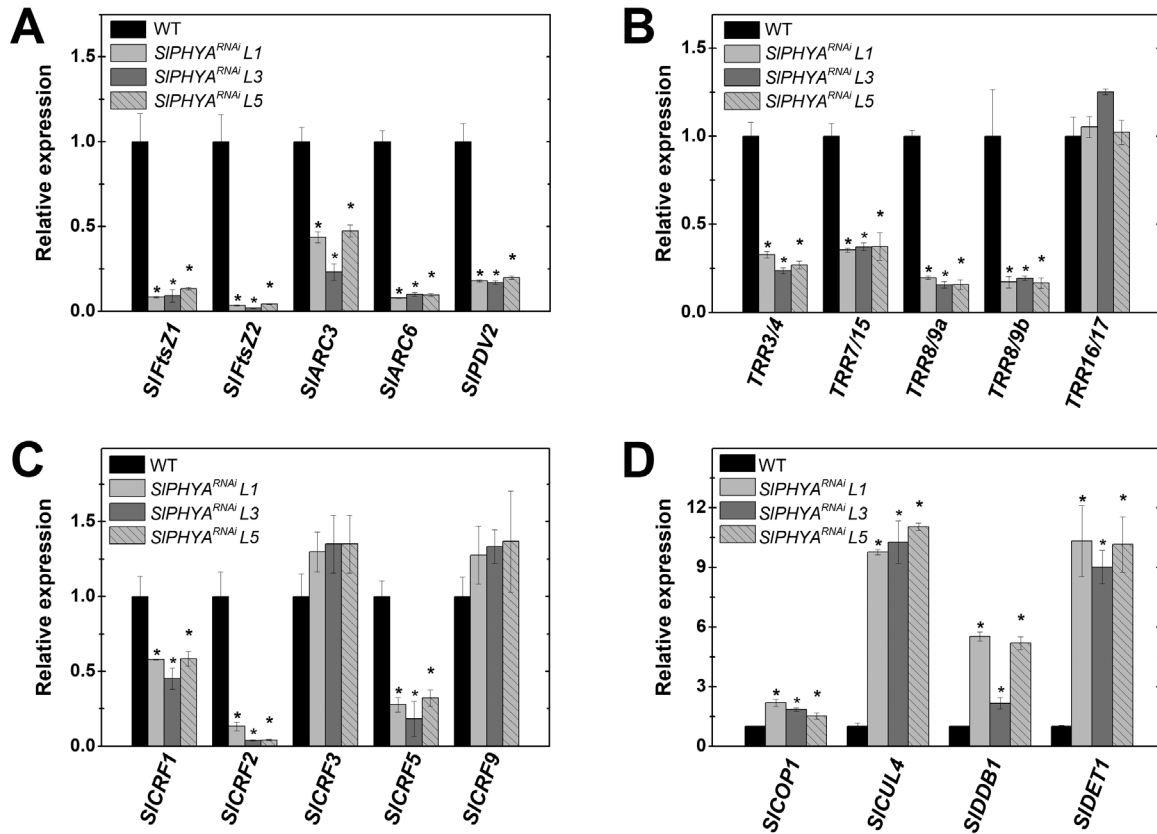 A
WT
SlPHYA^RNAi L1
SlPHYA^RNAi L3
SlPHYA^RNAi L5
Relative expression
1.5
1.0
0.5
0.0
* * * * * * * * * * * * * * *
SlFtsZ1 SlFtsZ2 SlARC3 SlARC6 SlPDV2
B
WT
SlPHYA^RNAi L1
SlPHYA^RNAi L3
SlPHYA^RNAi L5
Relative expression
1.5
1.0
0.5
0.0
* * * * * * * * * * * *
TRR3/4 TRR7/15 TRR8/9a TRR8/9b TRR16/17
C
WT
SlPHYA^RNAi L1
SlPHYA^RNAi L3
SlPHYA^RNAi L5
Relative expression
1.5
1.0
0.5
0.0
* * * * * * * * *
SlCRF1 SlCRF2 SlCRF3 SlCRF5 SlCRF9
D
WT
SlPHYA^RNAi L1
SlPHYA^RNAi L3
SlPHYA^RNAi L5
Relative expression
12
9
6
3
0
* * * * * * * * * * * *
SlCOP1 SlCUL4 SlDDB1 SlDET1